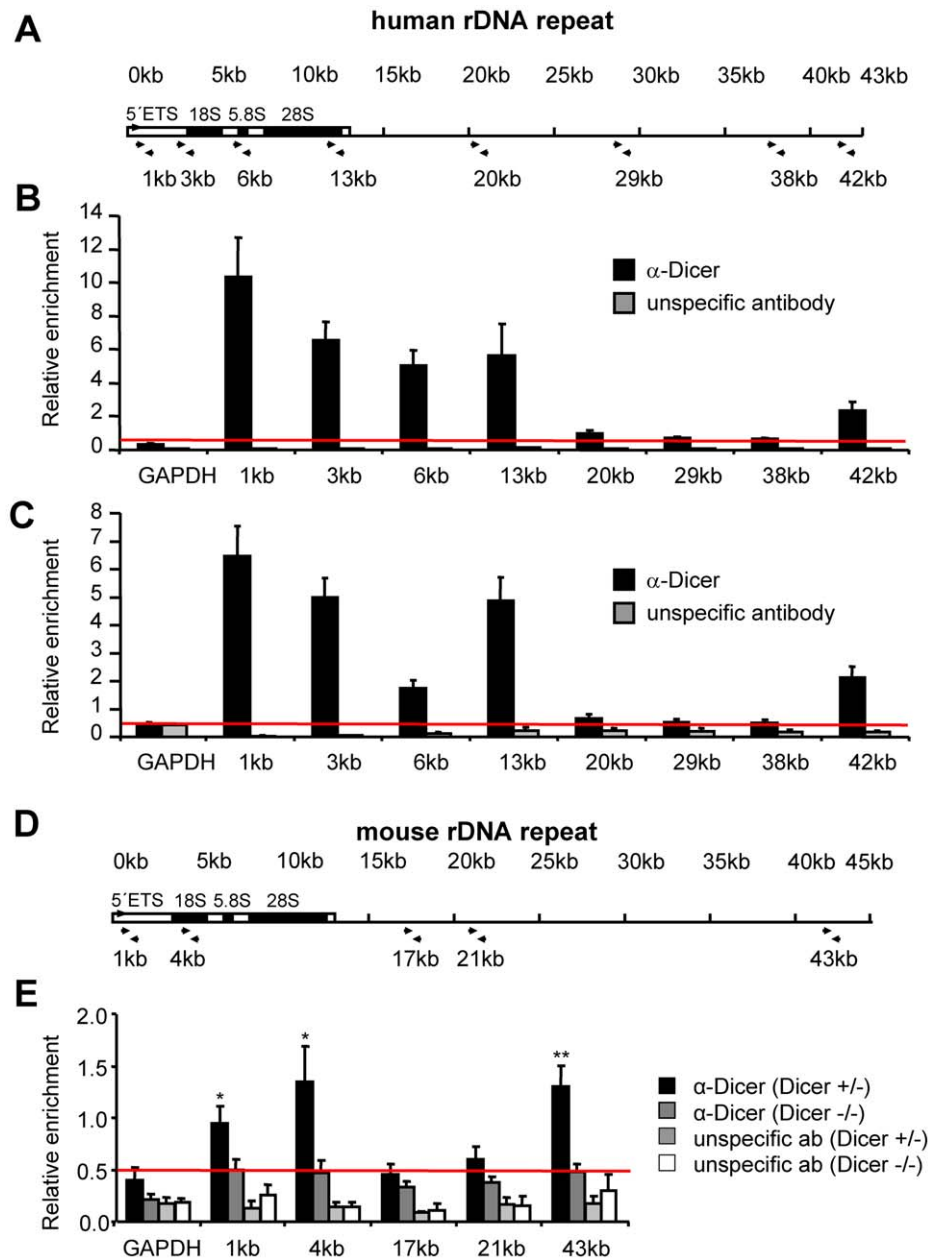 A
human rDNA repeat
0kb 5kb 10kb 15kb 20kb 25kb 30kb 35kb 40kb 43kb
5´ETS 18S 5.8S 28S
1kb 3kb 6kb 13kb 20kb 29kb 38kb 42kb
B
Relative enrichment
14
12
10
8
6
4
2
0
α-Dicer
unspecific antibody
GAPDH 1kb 3kb 6kb 13kb 20kb 29kb 38kb 42kb
C
Relative enrichment
8
7
6
5
4
3
2
1
0
α-Dicer
unspecific antibody
GAPDH 1kb 3kb 6kb 13kb 20kb 29kb 38kb 42kb
D
mouse rDNA repeat
0kb 5kb 10kb 15kb 20kb 25kb 30kb 35kb 40kb 45kb
5´ETS 18S 5.8S 28S
1kb 4kb 17kb 21kb 43kb
E
Relative enrichment
2.0
1.5
1.0
0.5
0.0
* * **
α-Dicer (Dicer +/-)
α-Dicer (Dicer -/-)
unspecific ab (Dicer +/-)
unspecific ab (Dicer -/-)
GAPDH 1kb 4kb 17kb 21kb 43kb